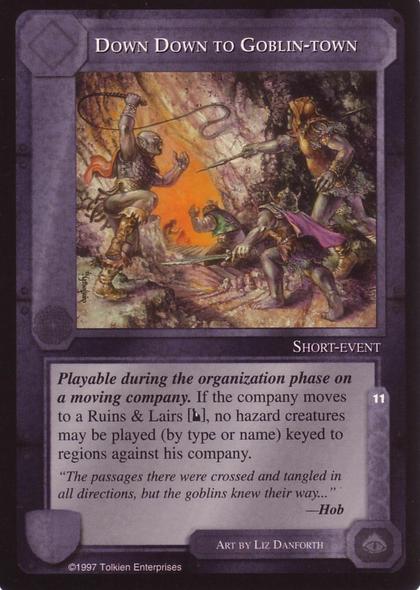 DOWN DOWN TO GOBLIN-TOWN
SHORT-EVENT
Playable during the organization phase on
a moving company. If the company moves
to a Ruins & Lairs [], no hazard creatures
may be played (by type or name) keyed to
regions against his company.
11
"The passages there were crossed and tangled in
all directions, but the goblins knew their way..."
—Hob
ART BY LIZ DANFORTH
©1997 Tolkien Enterprises